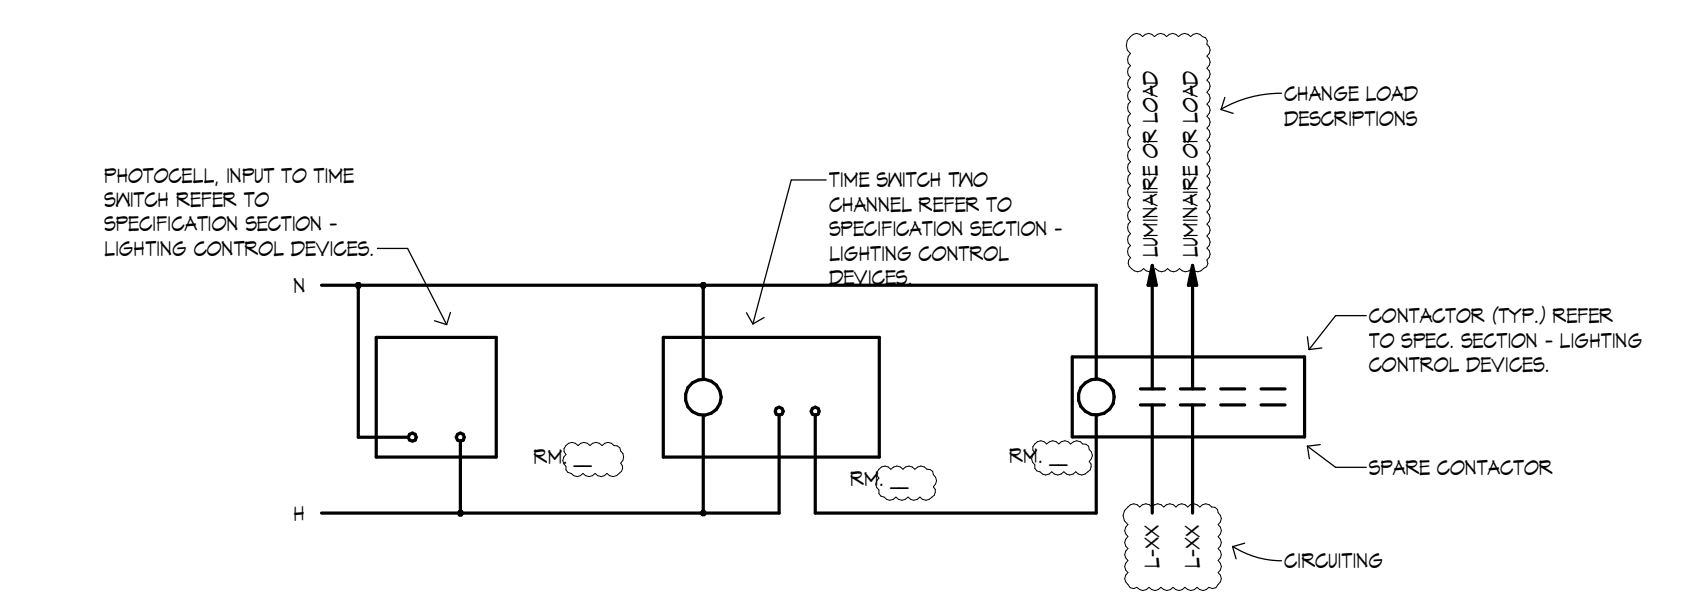 LUMINAIRE OR LOAD
LUMINAIRE OR LOAD
CHANGE LOAD
DESCRIPTIONS
PHOTOCELL, INPUT TO TIME
SWITCH REFER TO
SPECIFICATION SECTION -
LIGHTING CONTROL DEVICES.
TIME SWITCH TWO
CHANNEL REFER TO
SPECIFICATION SECTION -
LIGHTING CONTROL
DEVICES.
N
CONTACTOR (TYP.) REFER
TO SPEC. SECTION - LIGHTING
CONTROL DEVICES.
RM. __
RM. __
RM. __
SPARE CONTACTOR
H
L-XX
L-XX
CIRCUITING